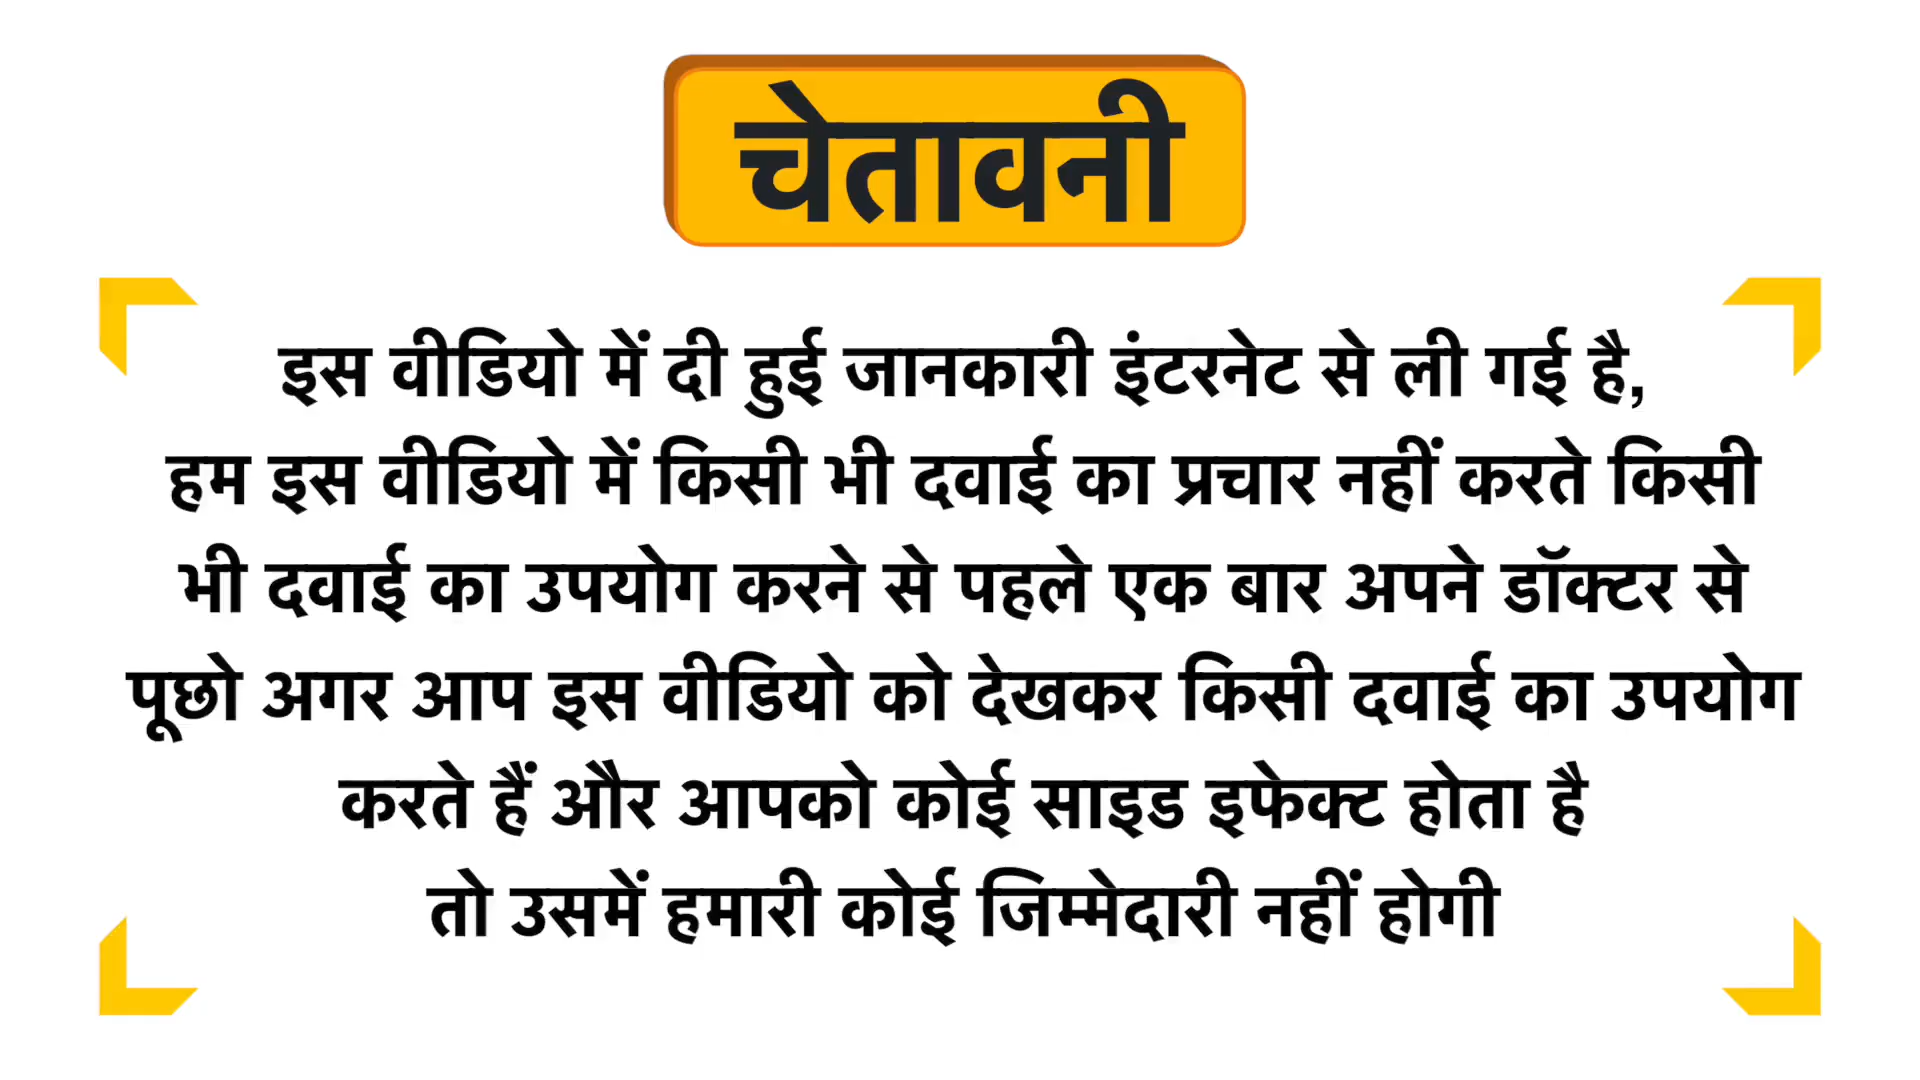 चेतावनी
इस वीडियो में दी हुई जानकारी इंटरनेट से ली गई है,
हम इस वीडियो में किसी भी दवाई का प्रचार नहीं करते किसी
भी दवाई का उपयोग करने से पहले एक बार अपने डॉक्टर से
पूछो अगर आप इस वीडियो को देखकर किसी दवाई का उपयोग
करते हैं और आपको कोई साइड इफेक्ट होता है
तो उसमें हमारी कोई जिम्मेदारी नहीं होगी